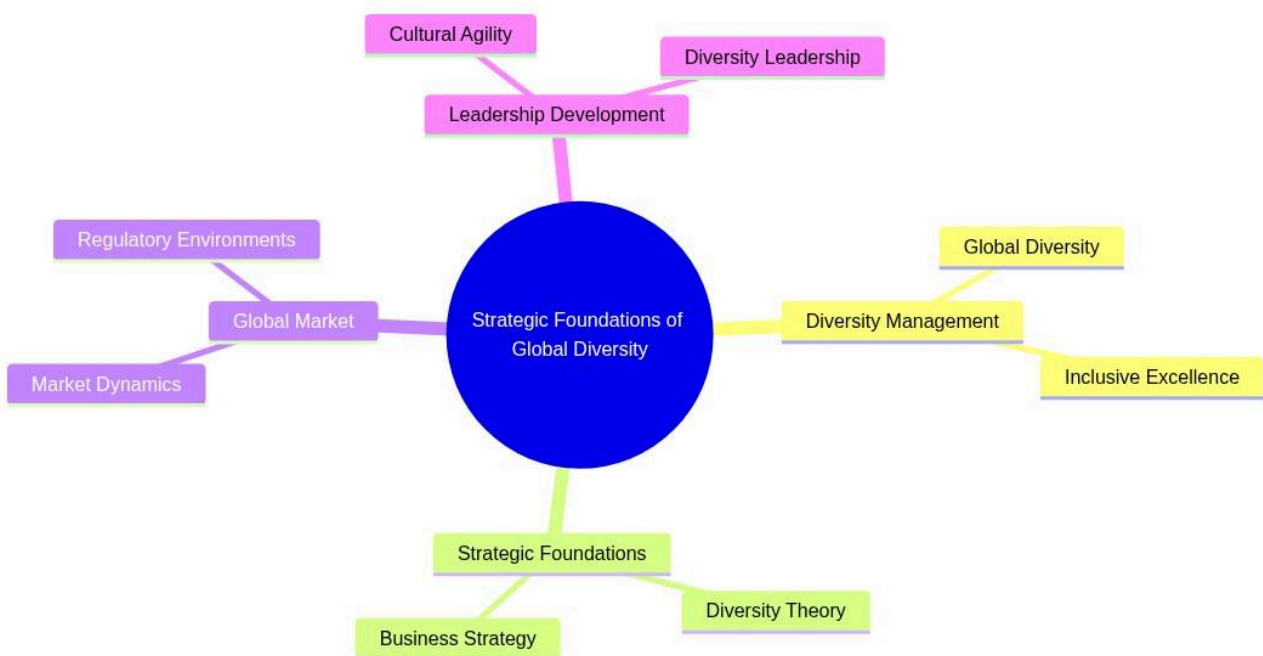 Cultural Agility
Diversity Leadership
Leadership Development
Regulatory Environments
Global Market
Market Dynamics
Strategic Foundations of
Global Diversity
Global Diversity
Diversity Management
Inclusive Excellence
Strategic Foundations
Diversity Theory
Business Strategy